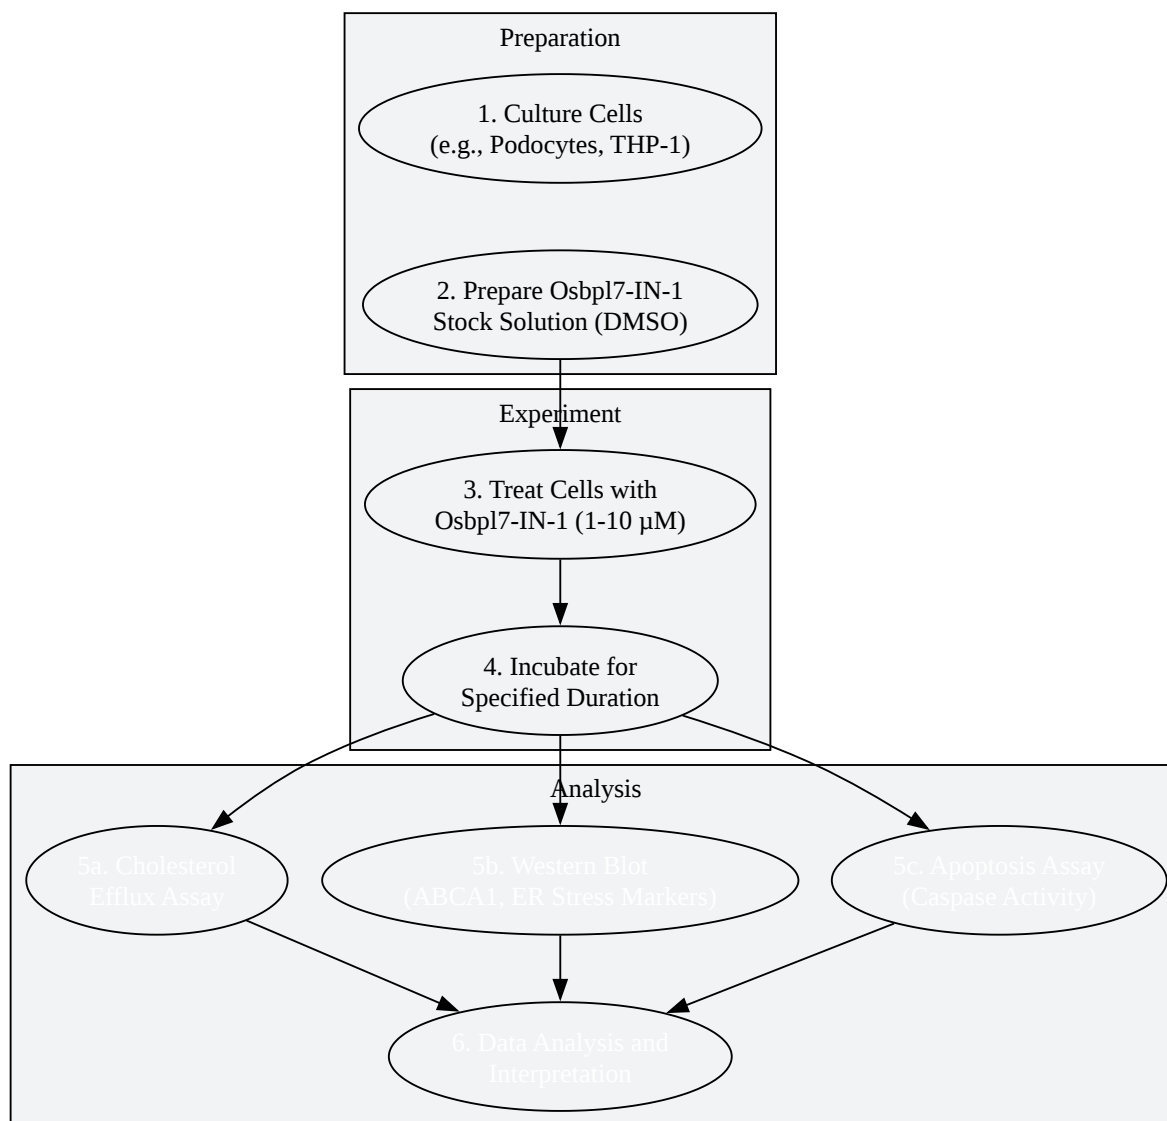 Preparation
1. Culture Cells
(e.g., Podocytes, THP-1)
2. Prepare Osbpl7-IN-1
Stock Solution (DMSO)
Experiment
3. Treat Cells with
Osbpl7-IN-1 (1-10 µM)
4. Incubate for
Specified Duration
Analysis
5a. Cholesterol
Efflux Assay
5b. Western Blot
(ABCA1, ER Stress Markers)
5c. Apoptosis Assay
(Caspase Activity)
6. Data Analysis and
Interpretation